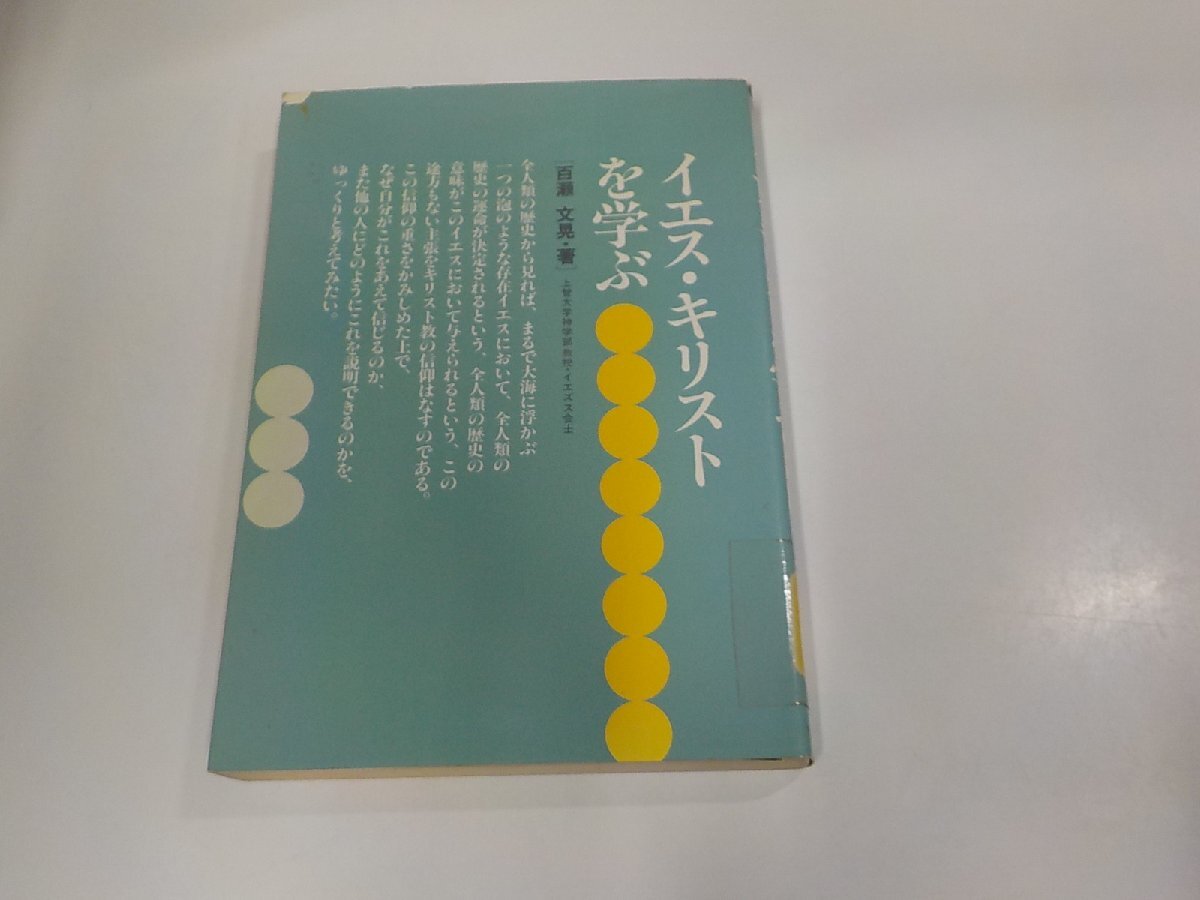 イエス・キリスト
を学ぶ
[百瀬 文晃・著]
上智大学神学部教授・イエズス会士
全人類の歴史から見れば、まるで大海に浮かぶ
一つの泡のような存在イエスにおいて、全人類の
歴史の運命が決定されるという、全人類の歴史の
意味がこのイエスにおいて与えられるという、この
途方もない主張をキリスト教の信仰はなすのである。
この信仰の重さをかみしめた上で、
なぜ自分がこれをあえて信じるのか、
また他の人にどのようにこれを説明できるのかを、
ゆっくりと考えてみたい。